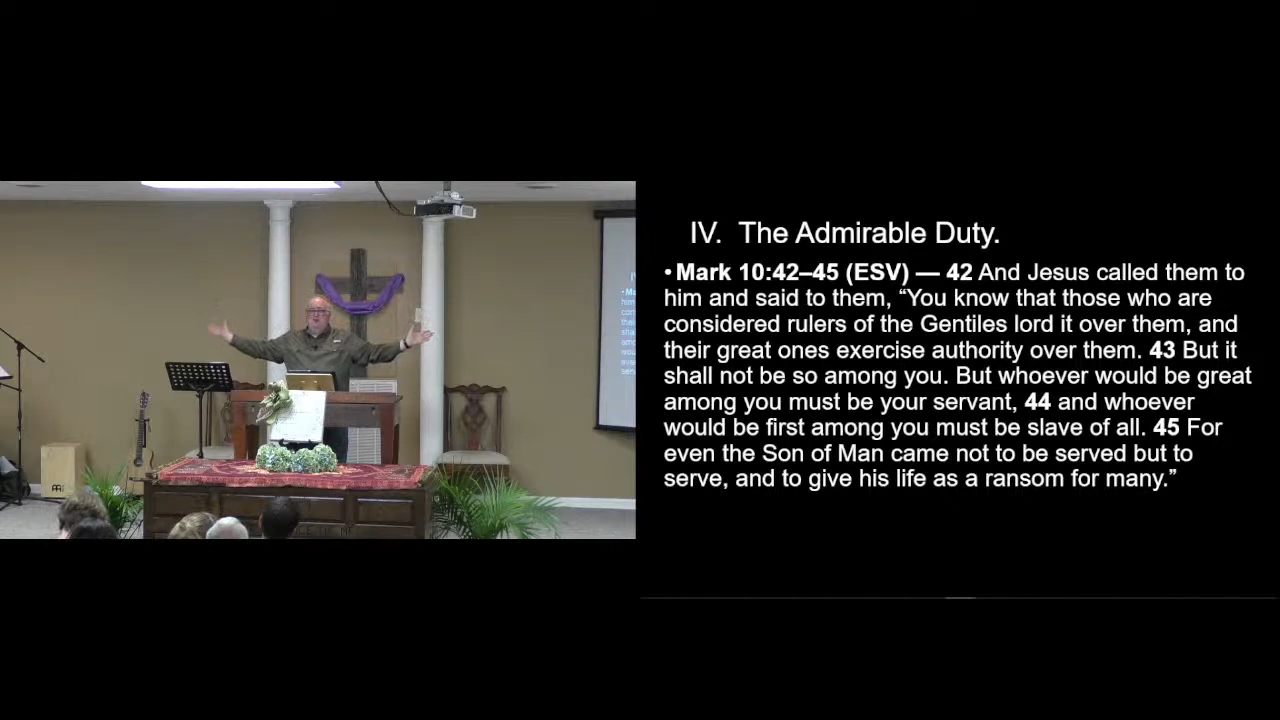 IV. The Admirable Duty.
• Mark 10:42–45 (ESV) — 42 And Jesus called them to
him and said to them, “You know that those who are
considered rulers of the Gentiles lord it over them, and
their great ones exercise authority over them. 43 But it
shall not be so among you. But whoever would be great
among you must be your servant, 44 and whoever
would be first among you must be slave of all. 45 For
even the Son of Man came not to be served but to
serve, and to give his life as a ransom for many.”